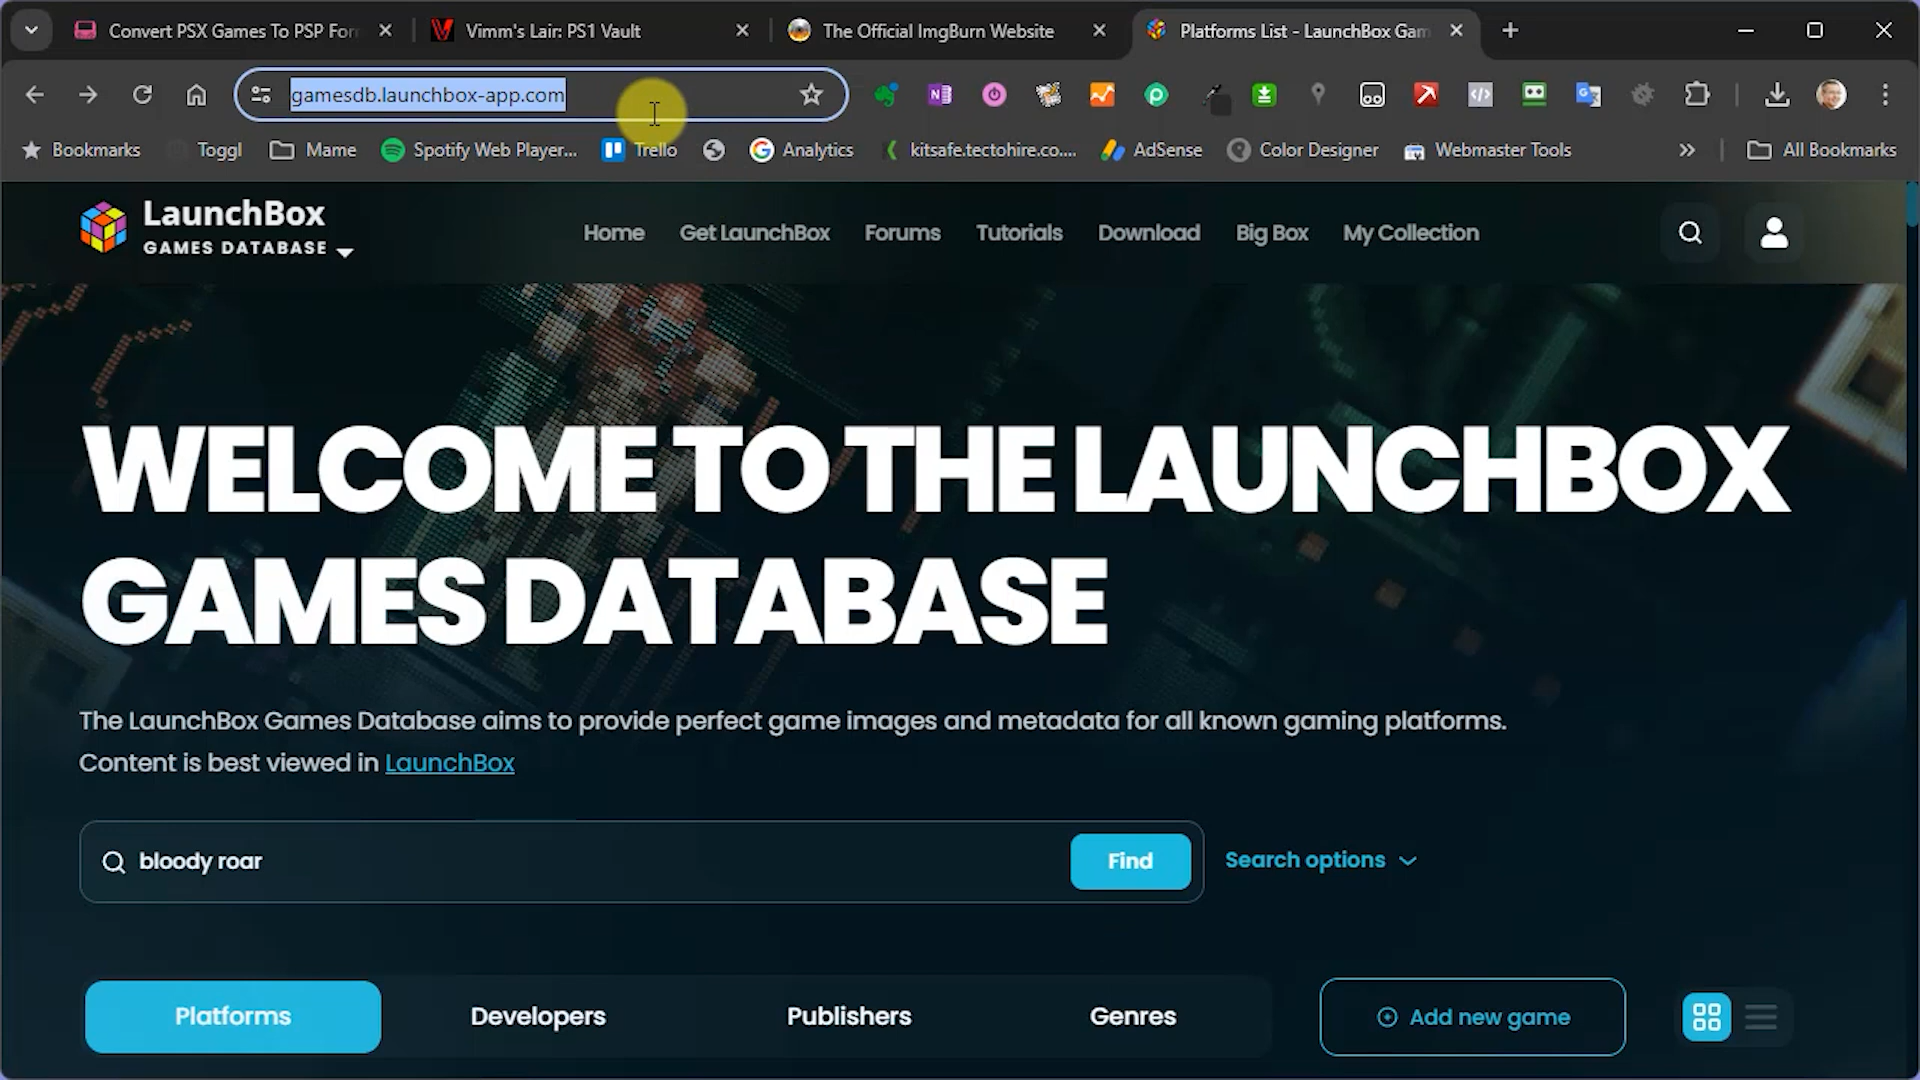 Convert PSX Games To PSP For
Vimm's Lair: PS1 Vault
The Official ImgBurn Website
Platforms List - LaunchBox Gam
gamesdb.launchbox-app.com
Bookmarks
Toggl
Mame
Spotify Web Player...
Trello
Analytics
kitsafe.tectohire.co....
AdSense
Color Designer
Webmaster Tools
All Bookmarks
LaunchBox
GAMES DATABASE
Home
Get LaunchBox
Forums
Tutorials
Download
Big Box
My Collection
WELCOME TO THE LAUNCHBOX
GAMES DATABASE
The LaunchBox Games Database aims to provide perfect game images and metadata for all known gaming platforms.
Content is best viewed in LaunchBox
bloody roar
Find
Search options
Platforms
Developers
Publishers
Genres
Add new game